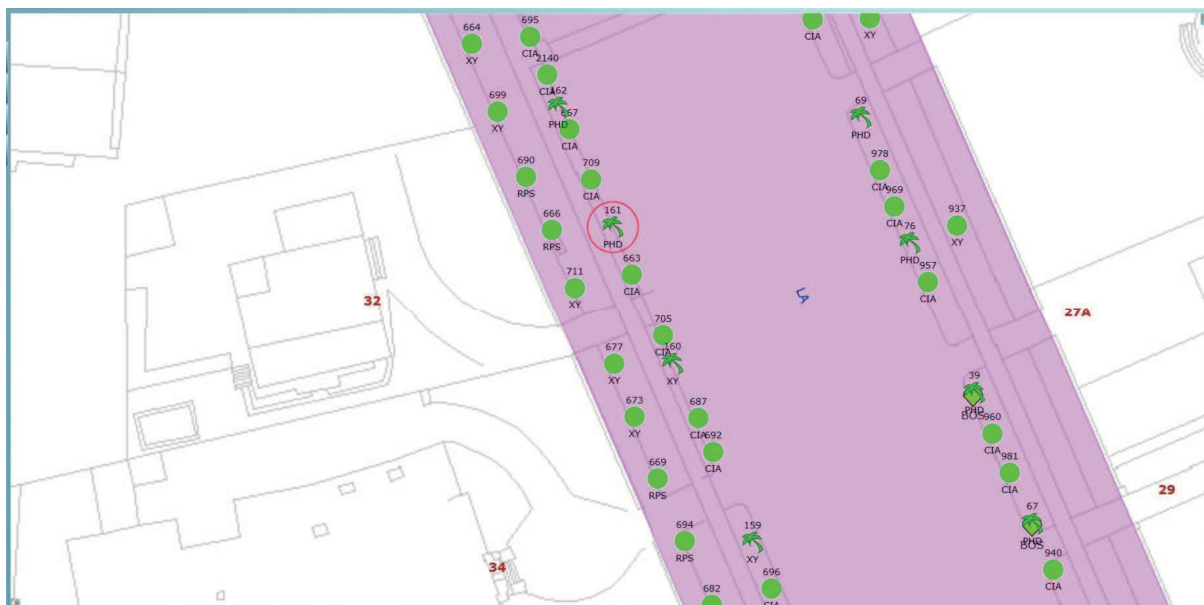 664
XY
695
CIA
CIA
XY
2140
CIA
162
PHD
667
CIA
699
XY
69
PHD
690
RPS
709
CIA
978
CIA
969
CIA
666
RPS
161
PHD
937
XY
76
PHD
711
XY
663
CIA
957
CIA
32
27A
705
CIA
160
XY
677
XY
39
PHD
BOS
673
XY
687
CIA
692
CIA
960
CIA
981
CIA
669
RPS
29
67
PHD
BOS
694
RPS
159
XY
940
CIA
34
682
696
CIA